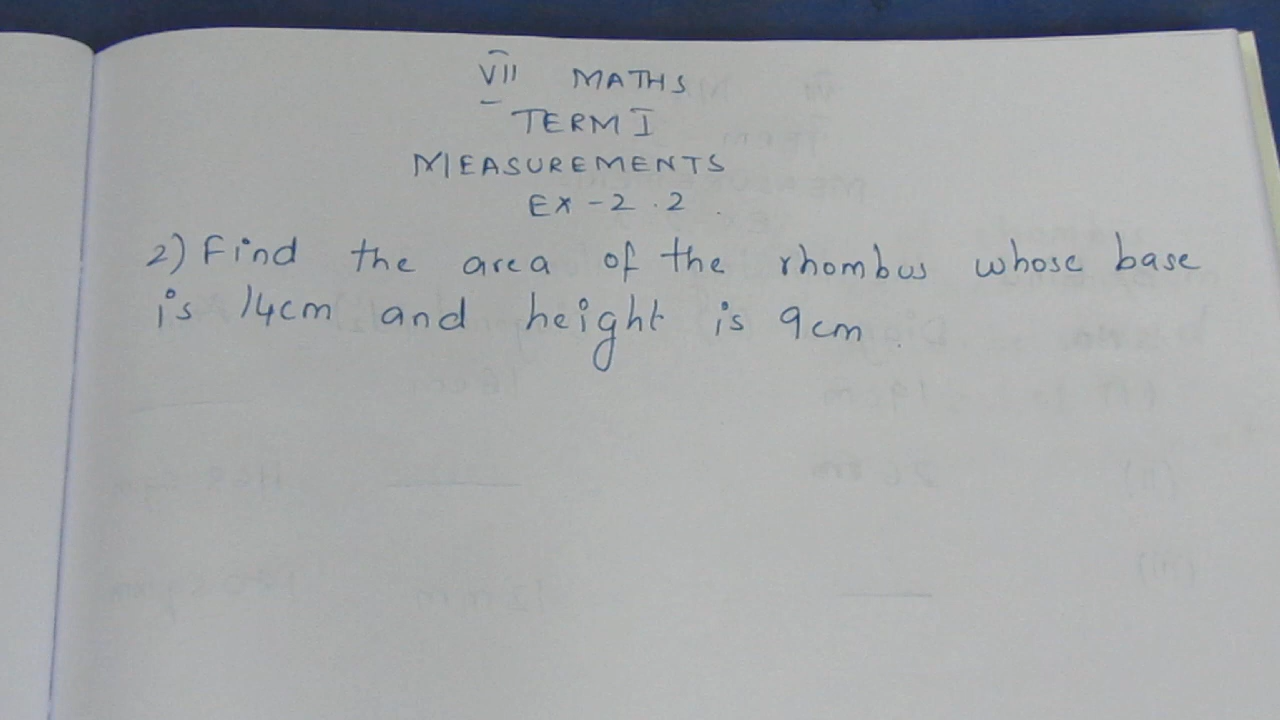 VII MATHS
TERM I
MEASUREMENTS
EX-2.2.
2) Find the area of the rhombus whose base
is 14cm and height is 9cm.